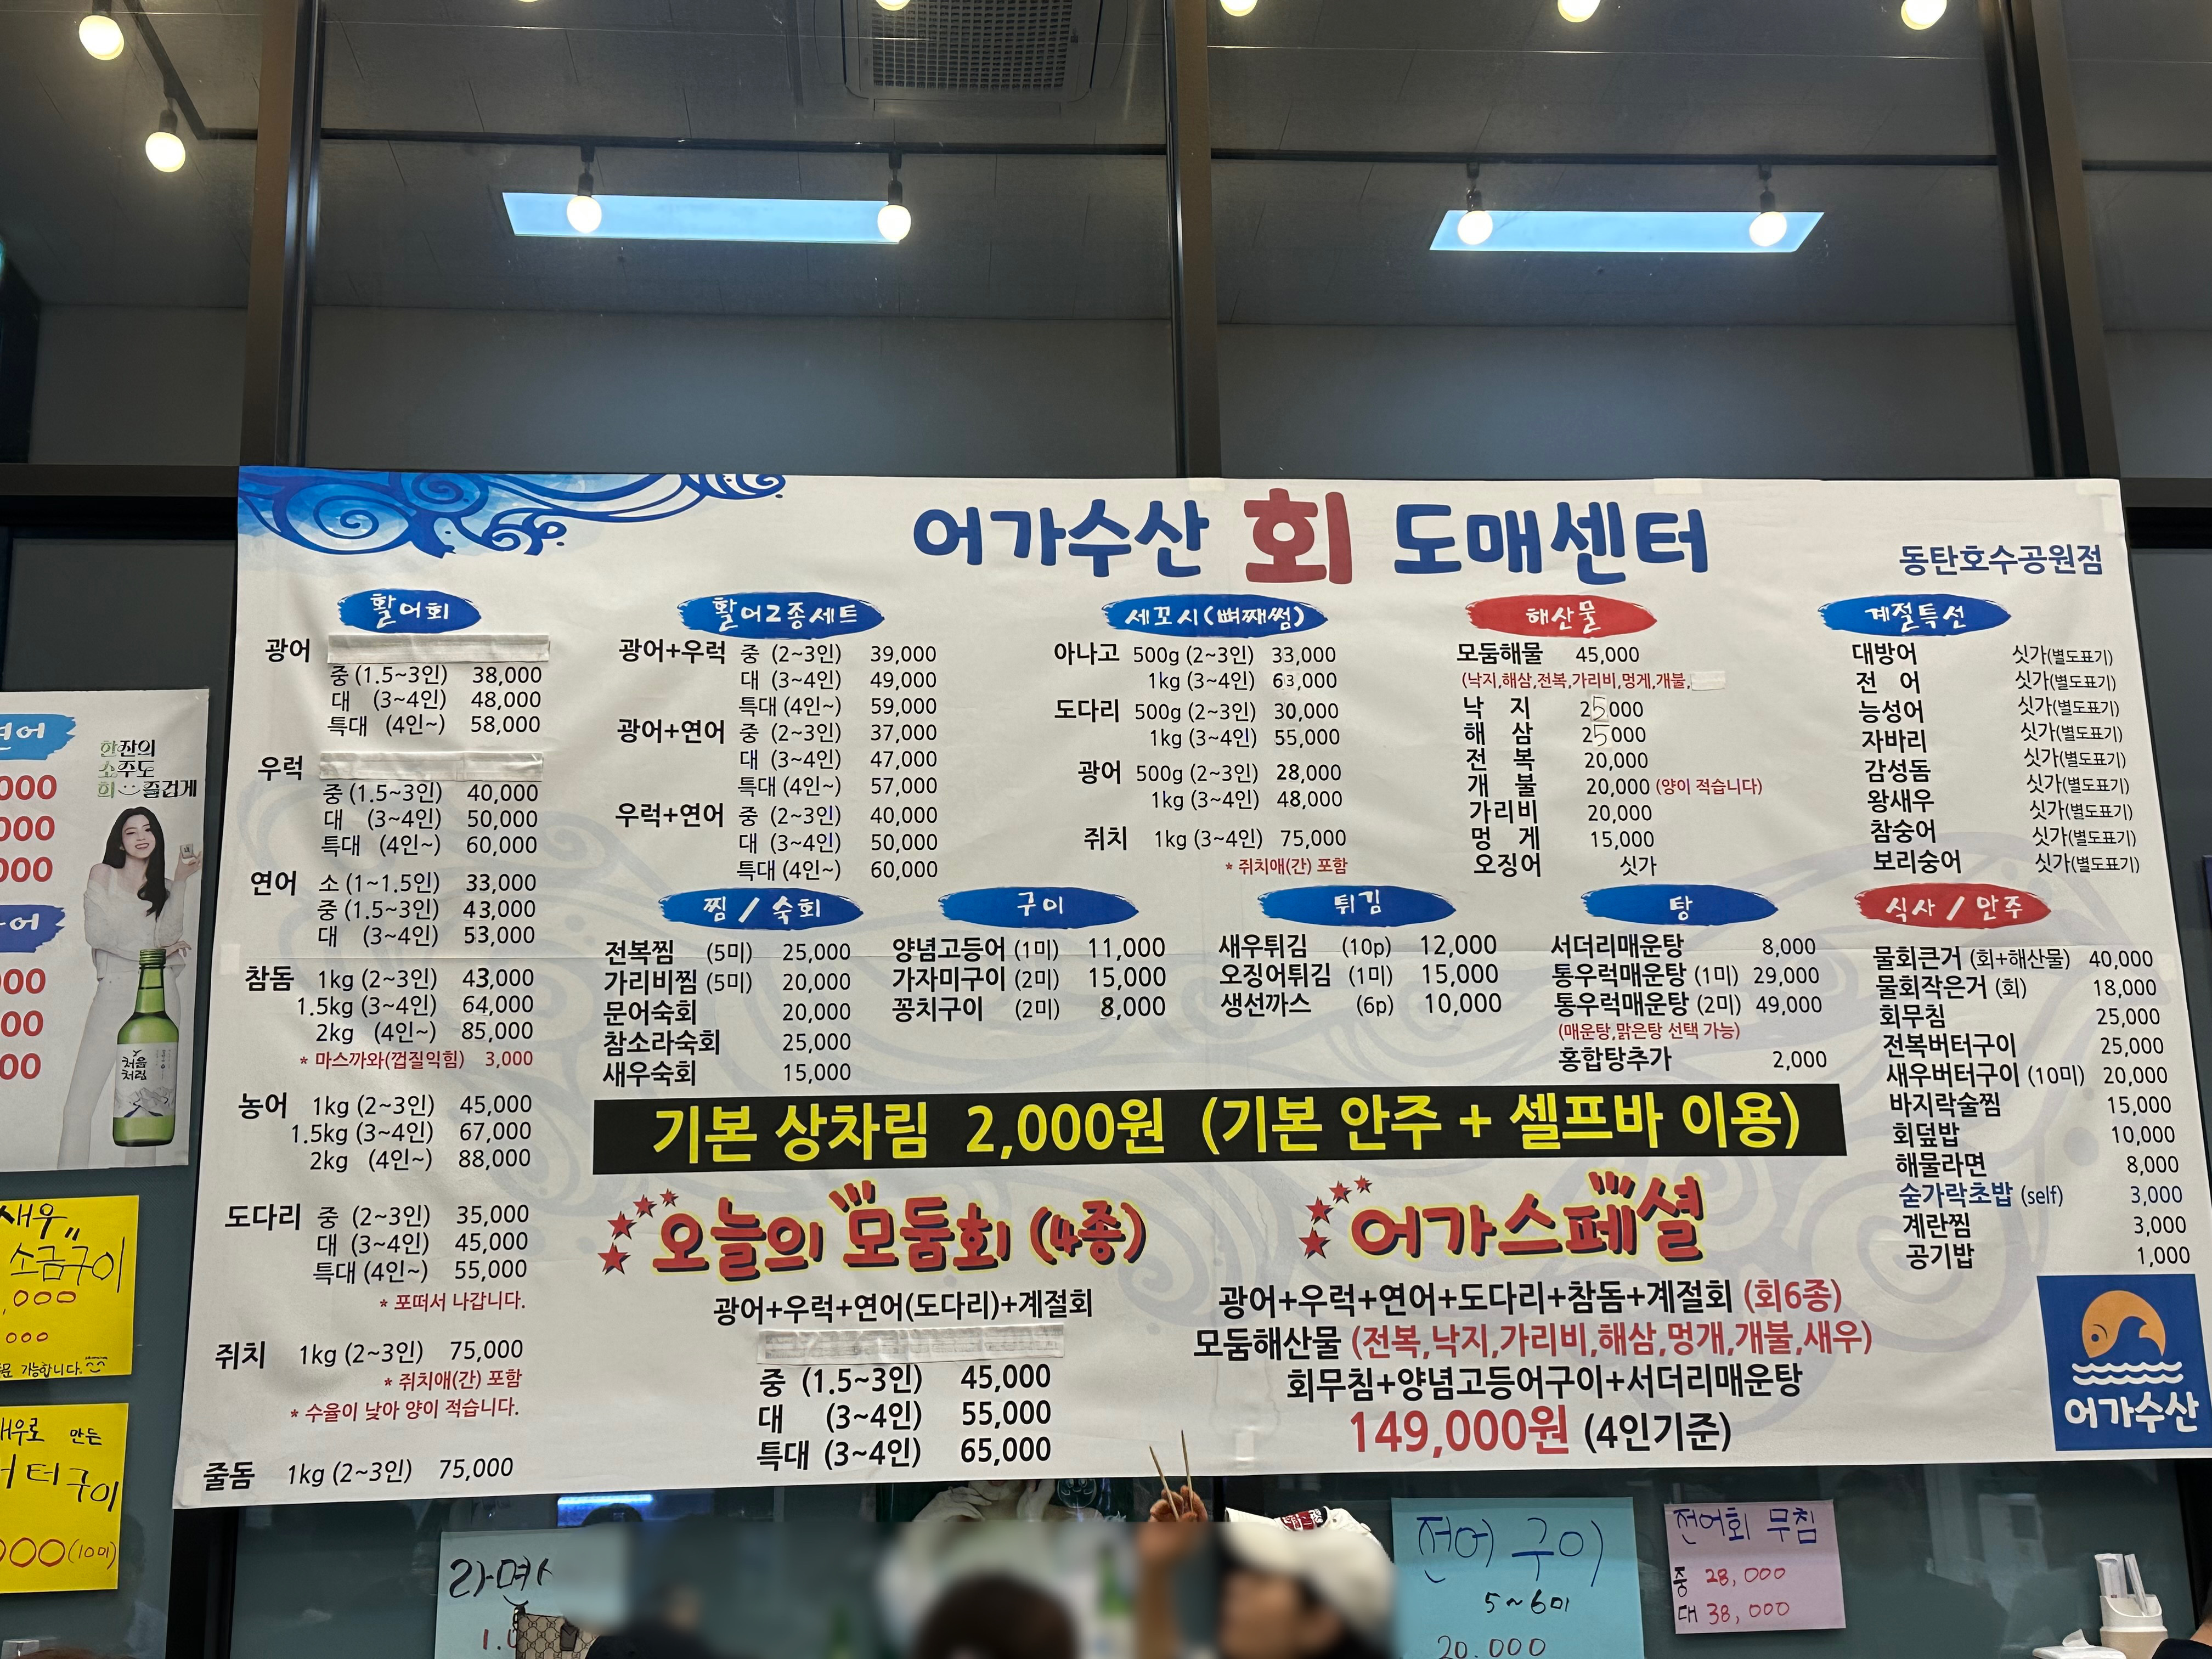 어가수산 회 도매센터
동탄호수공원점
활어회
광어
중 (1.5~3인) 38,000
대 (3~4인) 48,000
특대 (4인~) 58,000
우럭
중 (1.5~3인) 40,000
대 (3~4인) 50,000
특대 (4인~) 60,000
연어 소 (1~1.5인) 33,000
중 (1.5~3인) 43,000
대 (3~4인) 53,000
참돔 1kg (2~3인) 43,000
1.5kg (3~4인) 64,000
2kg (4인~) 85,000
* 마스까와(껍질익힘) 3,000
농어 1kg (2~3인) 45,000
1.5kg (3~4인) 67,000
2kg (4인~) 88,000
도다리 중 (2~3인) 35,000
대 (3~4인) 45,000
특대 (4인~) 55,000
* 포떠서 나갑니다.
쥐치 1kg (2~3인) 75,000
* 쥐치애(간) 포함
* 수율이 낮아 양이 적습니다.
줄돔 1kg (2~3인) 75,000
활어2종세트
광어+우럭 중 (2~3인) 39,000
대 (3~4인) 49,000
특대 (4인~) 59,000
광어+연어 중 (2~3인) 37,000
대 (3~4인) 47,000
특대 (4인~) 57,000
우럭+연어 중 (2~3인) 40,000
대 (3~4인) 50,000
특대 (4인~) 60,000
세꼬시(뼈째썸)
아나고 500g (2~3인) 33,000
1kg (3~4인) 63,000
도다리 500g (2~3인) 30,000
1kg (3~4인) 55,000
광어 500g (2~3인) 28,000
1kg (3~4인) 48,000
쥐치 1kg (3~4인) 75,000
* 쥐치애(간) 포함
해산물
모둠해물 45,000
(낙지,해삼,전복,가리비,멍게,개불,
낙 지 25,000
해 삼 25,000
전 복 20,000
개 불 20,000 (양이 적습니다)
가리비 20,000
멍 게 15,000
오징어 싯가
계절특선
대방어 싯가(별도표기)
전 어 싯가(별도표기)
능성어 싯가(별도표기)
자바리 싯가(별도표기)
감성돔 싯가(별도표기)
왕새우 싯가(별도표기)
참숭어 싯가(별도표기)
보리숭어 싯가(별도표기)
찜 / 숙회
전복찜 (5미) 25,000
가리비찜 (5미) 20,000
문어숙회 20,000
참소라숙회 25,000
새우숙회 15,000
구이
양념고등어 (1미) 11,000
가자미구이 (2미) 15,000
꽁치구이 (2미) 8,000
튀김
새우튀김 (10p) 12,000
오징어튀김 (1미) 15,000
생선까스 (6p) 10,000
탕
서더리매운탕 8,000
통우럭매운탕 (1미) 29,000
통우럭매운탕 (2미) 49,000
(매운탕,맑은탕 선택 가능)
홍합탕추가 2,000
식사 / 안주
물회큰거 (회+해산물) 40,000
물회작은거 (회) 18,000
회무침 25,000
전복버터구이 25,000
새우버터구이 (10미) 20,000
바지락술찜 15,000
회덮밥 10,000
해물라면 8,000
숟가락초밥 (self) 3,000
계란찜 3,000
공기밥 1,000
기본 상차림 2,000원 (기본 안주 + 셀프바 이용)
오늘의 모둠회 (4종)
광어+우럭+연어(도다리)+계절회
중 (1.5~3인) 45,000
대 (3~4인) 55,000
특대 (3~4인) 65,000
어가스페셜
광어+우럭+연어+도다리+참돔+계절회 (회6종)
모둠해산물 (전복,낙지,가리비,해삼,멍개,개불,새우)
회무침+양념고등어구이+서더리매운탕
149,000원 (4인기준)
어가수산
한잔의
소주도
희 즐겁게
처음
처럼
000
000
000
000
000
000
새우
소금구이
,000
000
가능합니다.
새우로 만든
버터구이
000(10미)
라면
전어 구이
5~6미
20.000
전어회 무침
중 28,000
대 38,000